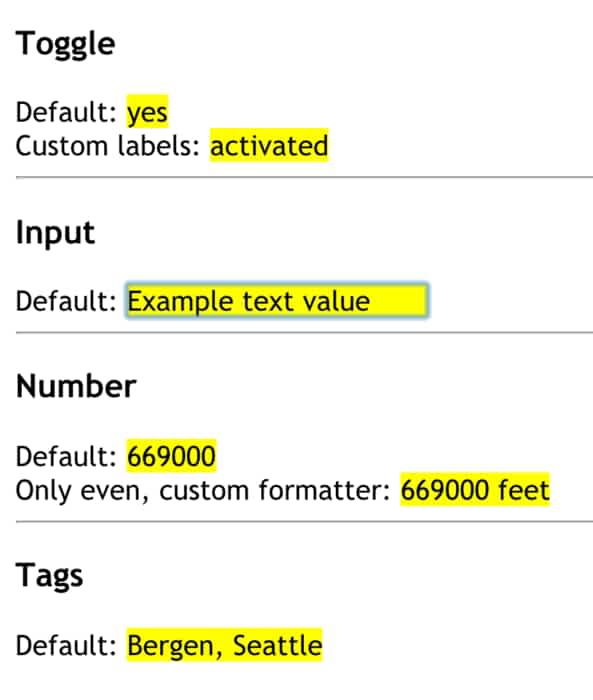 Toggle
Default: yes
Custom labels: activated
Input
Default: Example text value
Number
Default: 669000
Only even, custom formatter: 669000 feet
Tags
Default: Bergen, Seattle